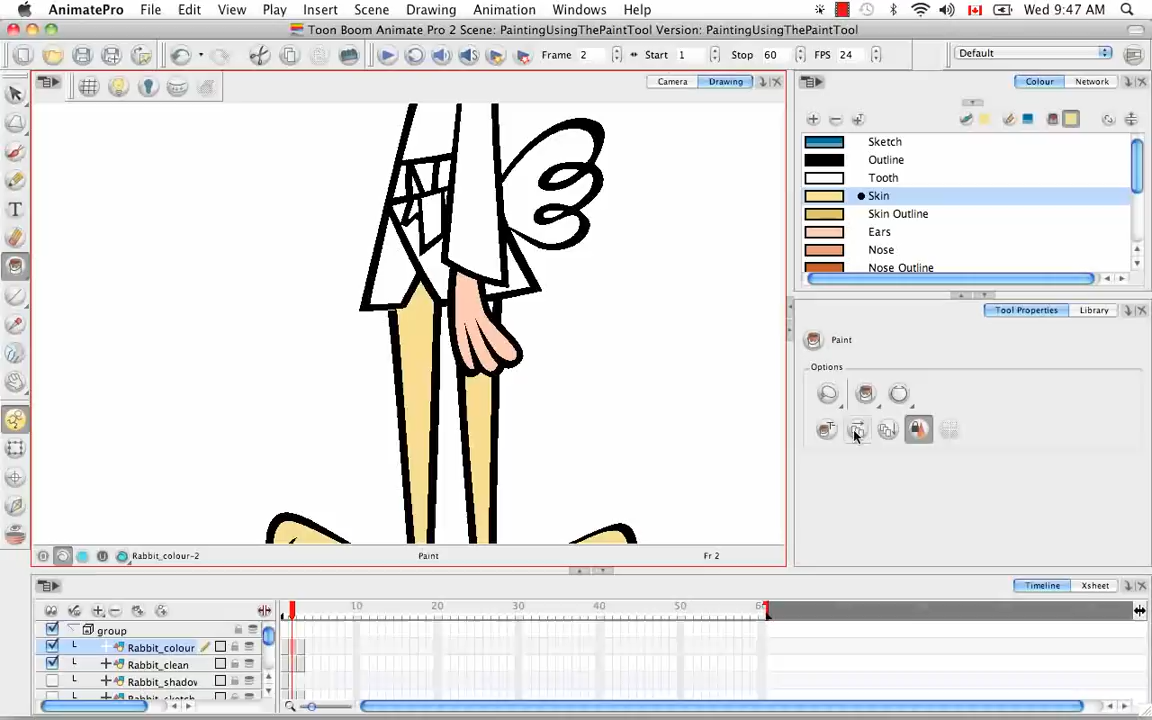 AnimatePro File Edit View Play Insert Scene Drawing Animation Windows Help Wed 9:47 AM
Toon Boom Animate Pro 2 Scene: PaintingUsingThePaintTool Version: PaintingUsingThePaintTool
Frame 2 Start 1 Stop 60 FPS 24 Default
Camera Drawing Colour Network
Sketch
Outline
Tooth
Skin
Skin Outline
Ears
Nose
Nose Outline
Tool Properties Library
Paint
Options
T
Rabbit_colour-2 Paint Fr 2
Timeline Xsheet
10 20 30 40 50 60
group
Rabbit_colour
Rabbit_clean
Rabbit_shadow